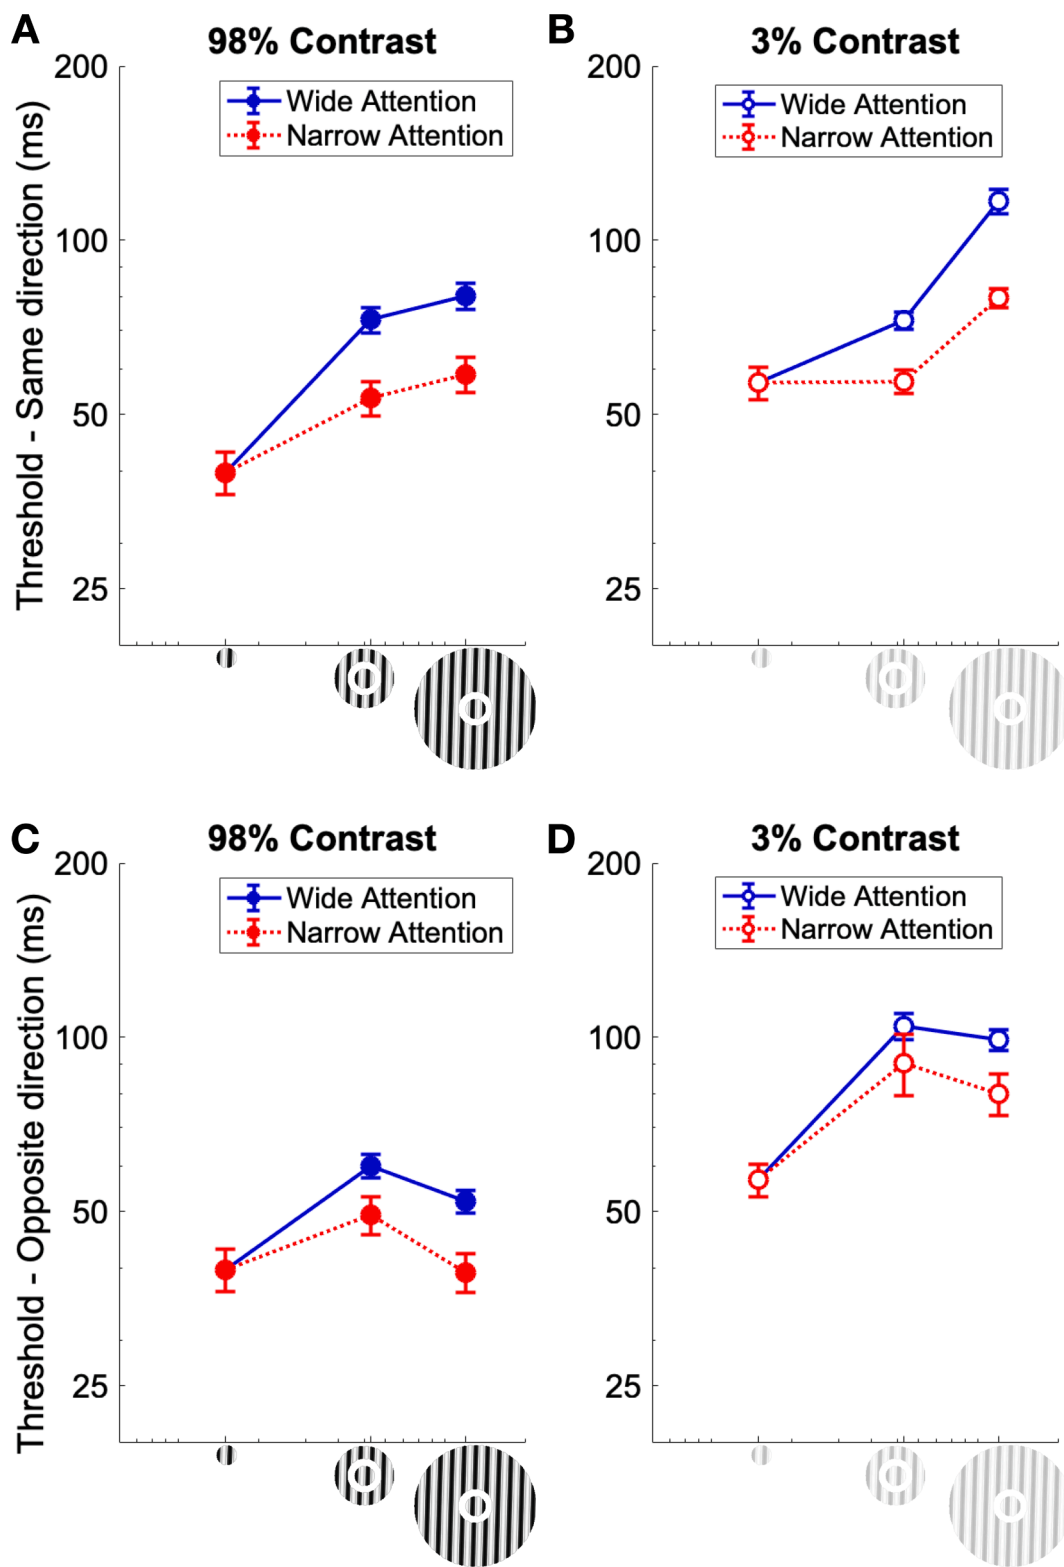 A
98% Contrast
200
100
50
25
Threshold - Same direction (ms)
Wide Attention
Narrow Attention
B
3% Contrast
200
100
50
25
Wide Attention
Narrow Attention
C
98% Contrast
200
100
50
25
Threshold - Opposite direction (ms)
Wide Attention
Narrow Attention
D
3% Contrast
200
100
50
25
Wide Attention
Narrow Attention